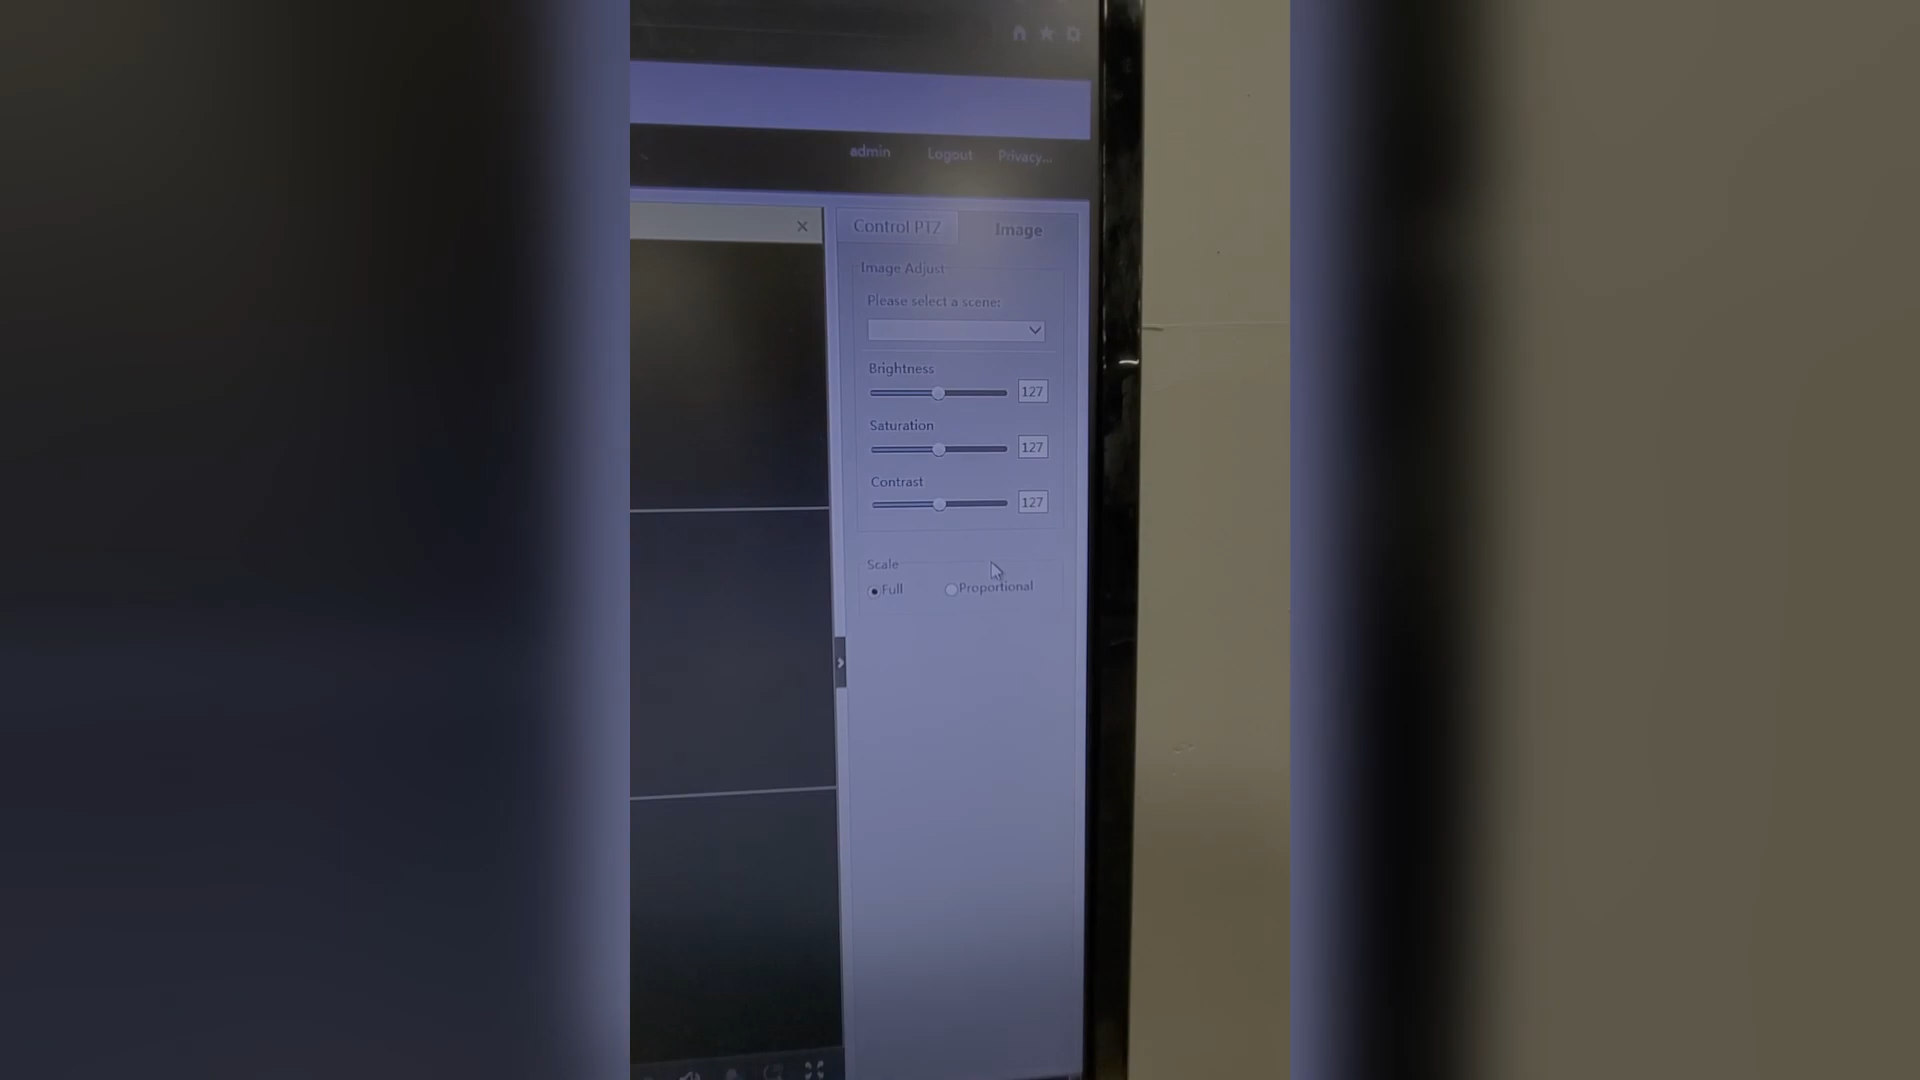 admin Logout Privacy...
Control PTZ Image
Image Adjust
Please select a scene:
Brightness
127
Saturation
127
Contrast
127
Scale
Full Proportional